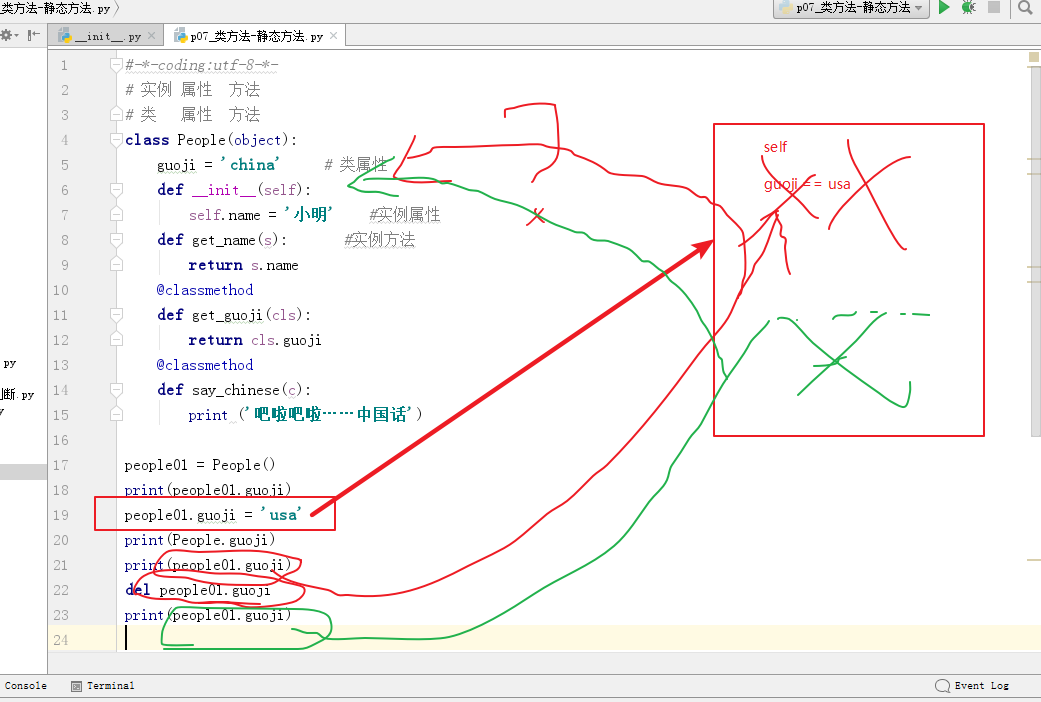 类方法-静态方法.py
p07_类方法-静态方法.py
__init__.py
p07_类方法-静态方法.py
1 #-*-coding:utf-8-*-
2 # 实例 属性 方法
3 # 类 属性 方法
4 class People(object):
5 guoji = 'china' # 类属性
6 def __init__(self):
7 self.name = '小明' #实例属性
8 def get_name(s): #实例方法
9 return s.name
10 @classmethod
11 def get_guoji(cls):
12 return cls.guoji
13 @classmethod
14 def say_chinese(c):
15 print ('吧啦吧啦……中国话')
16
17 people01 = People()
18 print(people01.guoji)
19 people01.guoji = 'usa'
20 print(People.guoji)
21 print(people01.guoji)
22 del people01.guoji
23 print(people01.guoji)
24
self
guoji == usa
py
断.py
Console
Terminal
Event Log